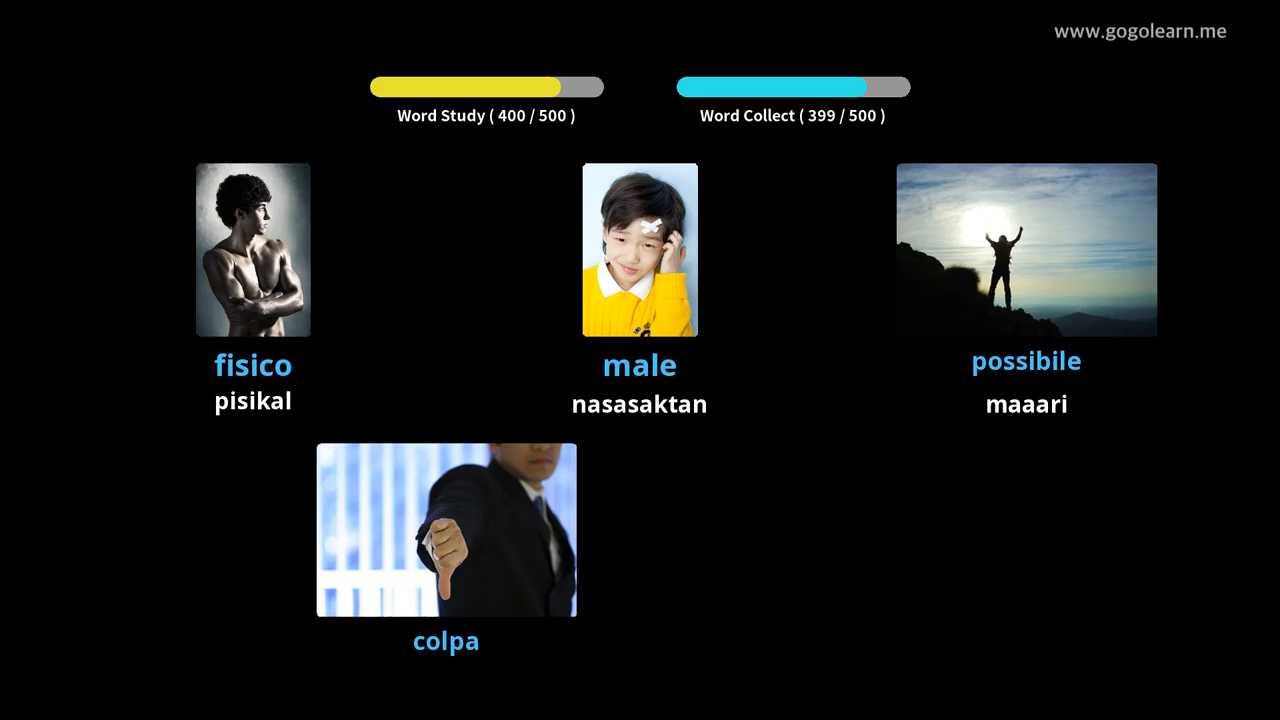 www.gogolearn.me
Word Study ( 400 / 500 )
Word Collect ( 399 / 500 )
fisico
pisikal
male
nasasaktan
possibile
maaari
colpa